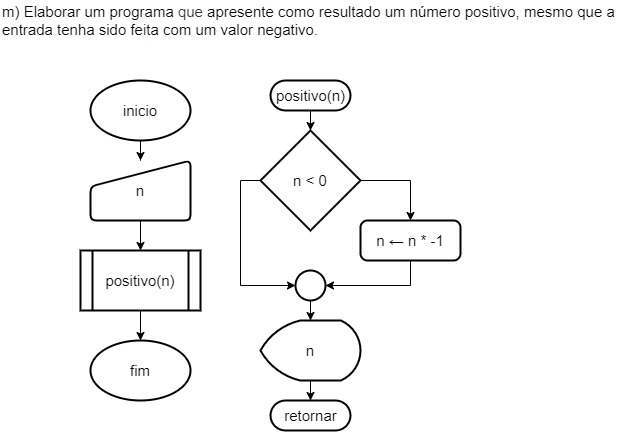 m) Elaborar um programa que apresente como resultado um número positivo, mesmo que a
entrada tenha sido feita com um valor negativo.
inicio
n
positivo(n)
fim
positivo(n)
n < 0
n ← n * -1
n
retornar